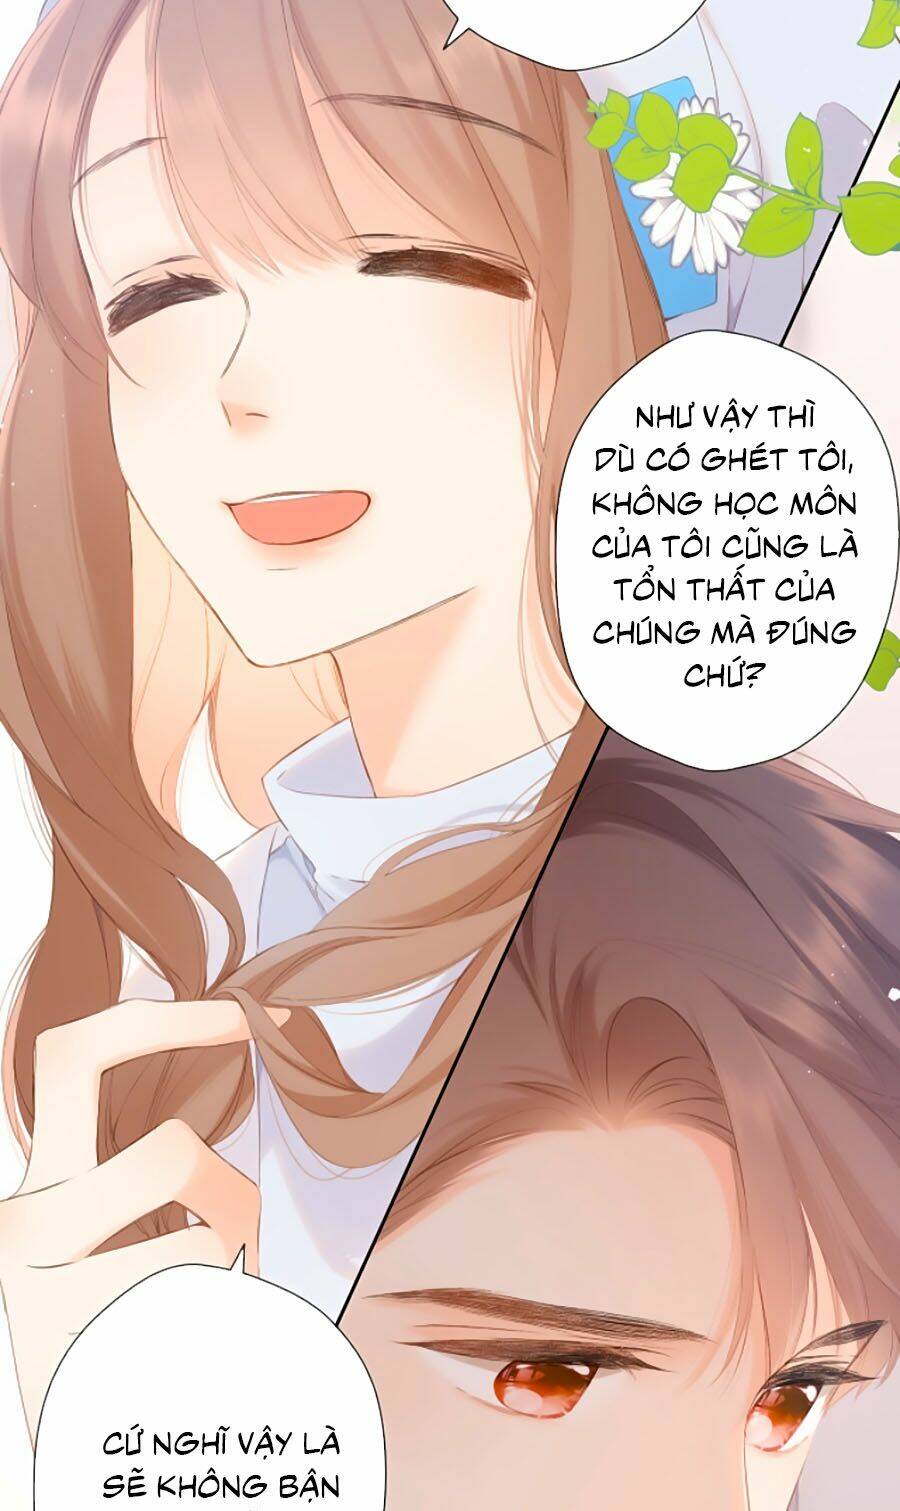 NHƯ VẬY THÌ
DÙ CÓ GHÉT TÔI,
KHÔNG HỌC MÔN
CỦA TÔI CŨNG LÀ
TỔN THẤT CỦA
CHÚNG MÀ ĐÚNG
CHỨ?
CỨ NGHĨ VẬY LÀ
SẼ KHÔNG BẬN